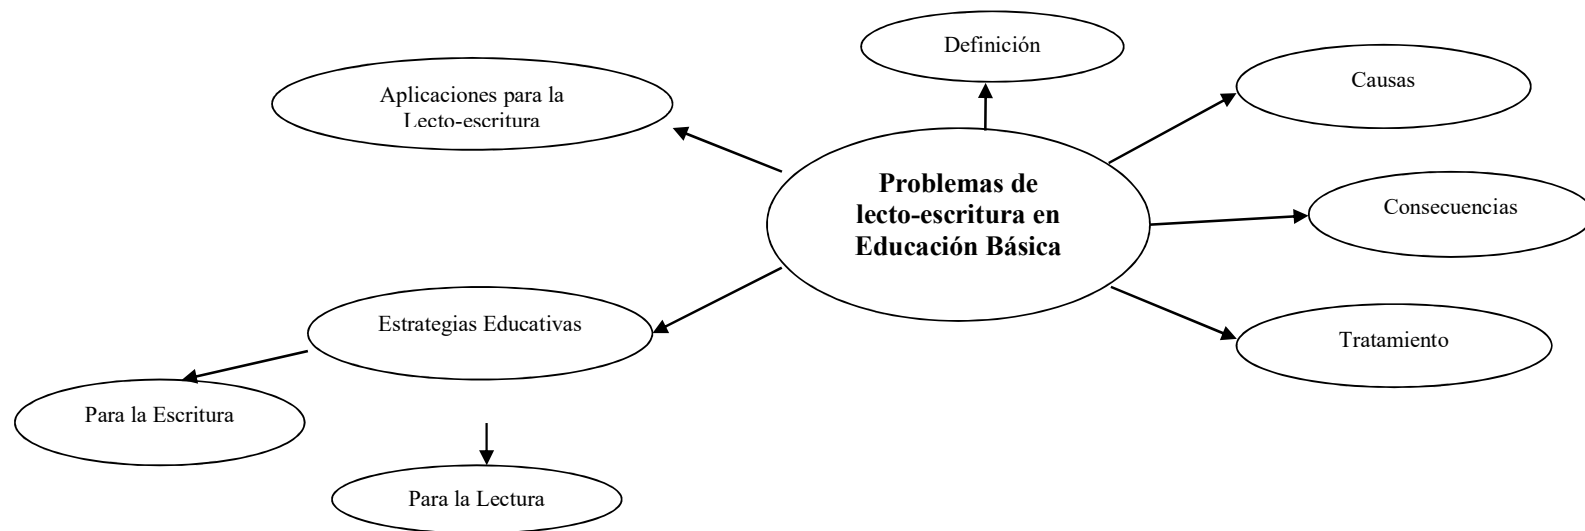 Definición
Causas
Aplicaciones para la
Lecto-escritura
Problemas de
lecto-escritura en
Educación Básica
Consecuencias
Estrategias Educativas
Tratamiento
Para la Escritura
Para la Lectura